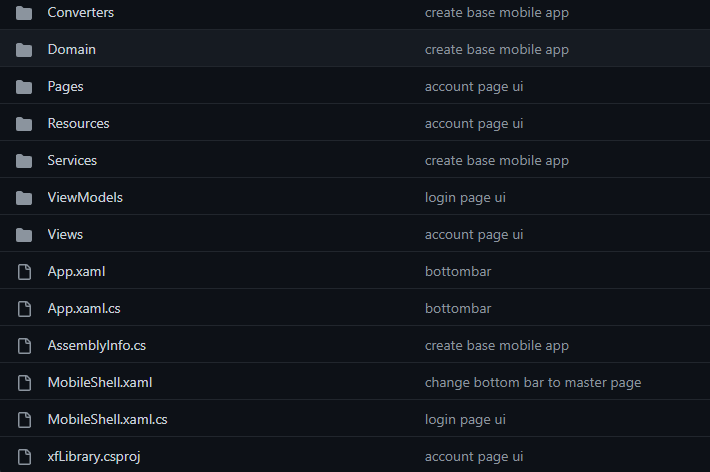 Converters create base mobile app
Domain create base mobile app
Pages account page ui
Resources account page ui
Services create base mobile app
ViewModels login page ui
Views account page ui
App.xaml bottombar
App.xaml.cs bottombar
AssemblyInfo.cs create base mobile app
MobileShell.xaml change bottom bar to master page
MobileShell.xaml.cs login page ui
xfLibrary.csproj account page ui